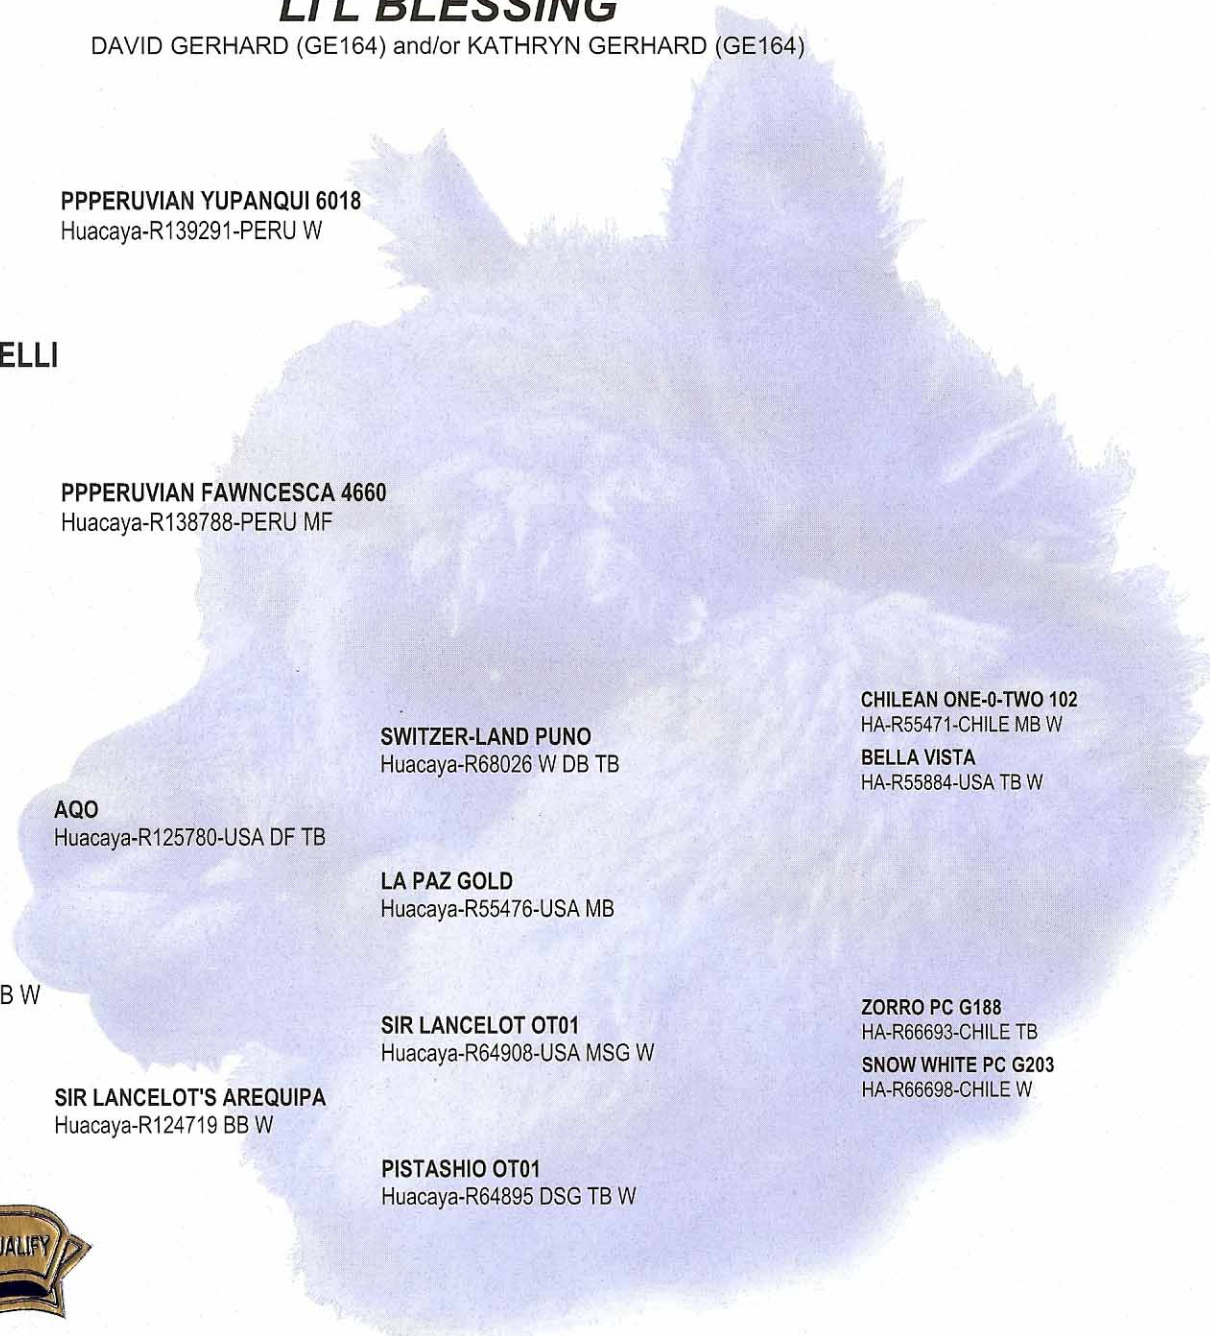 LI'L BLESSING
DAVID GERHARD (GE164) and/or KATHRYN GERHARD (GE164)
PPPERUVIAN YUPANQUI 6018
Huacaya-R139291-PERU W
ELLI
PPPERUVIAN FAWNCESCA 4660
Huacaya-R138788-PERU MF
CHILEAN ONE-0-TWO 102
HA-R55471-CHILE MB W
SWITZER-LAND PUNO
Huacaya-R68026 W DB TB
BELLA VISTA
HA-R55884-USA TB W
AQO
Huacaya-R125780-USA DF TB
LA PAZ GOLD
Huacaya-R55476-USA MB
B W
ZORRO PC G188
HA-R66693-CHILE TB
SIR LANCELOT OT01
Huacaya-R64908-USA MSG W
SNOW WHITE PC G203
HA-R66698-CHILE W
SIR LANCELOT'S AREQUIPA
Huacaya-R124719 BB W
PISTASHIO OT01
Huacaya-R64895 DSG TB W
UALIFY